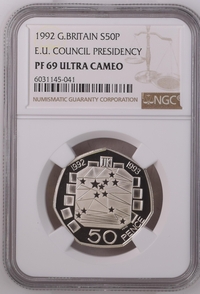 1992 G.BRITAIN S50P
E.U. COUNCIL PRESIDENCY
PF 69 ULTRA CAMEO
6031145-041
NUMISMATIC GUARANTY CORPORATION
NGC
1992 UK 1993
50
PENCE